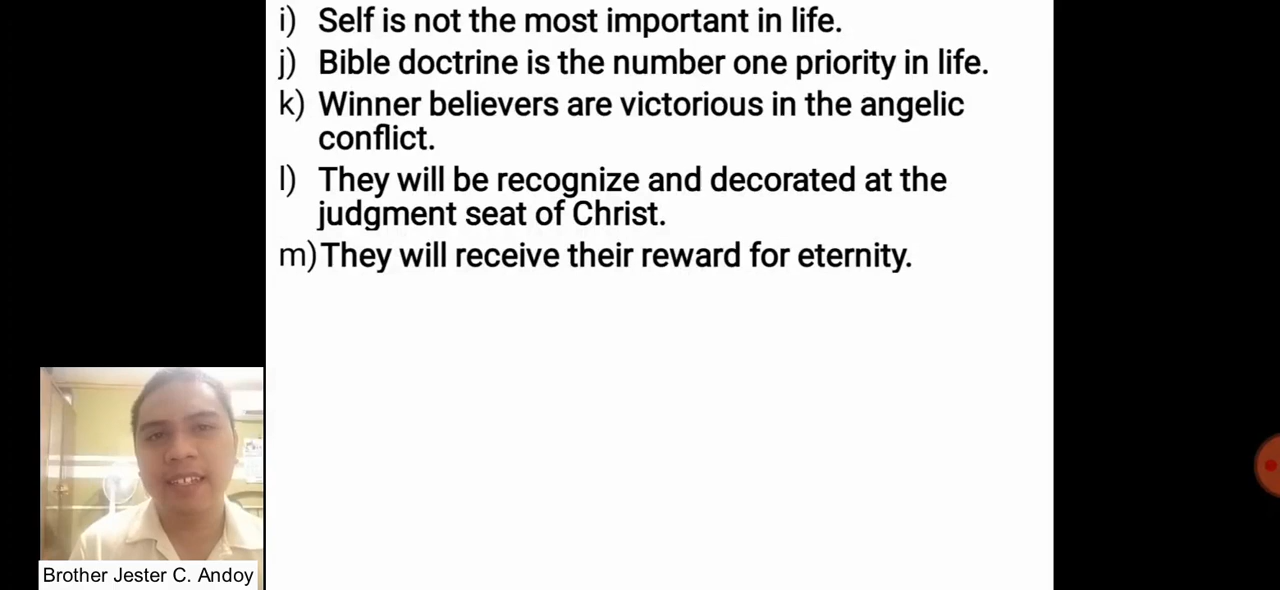 i) Self is not the most important in life.
j) Bible doctrine is the number one priority in life.
k) Winner believers are victorious in the angelic
conflict.
l) They will be recognize and decorated at the
judgment seat of Christ.
m) They will receive their reward for eternity.
Brother Jester C. Andoy